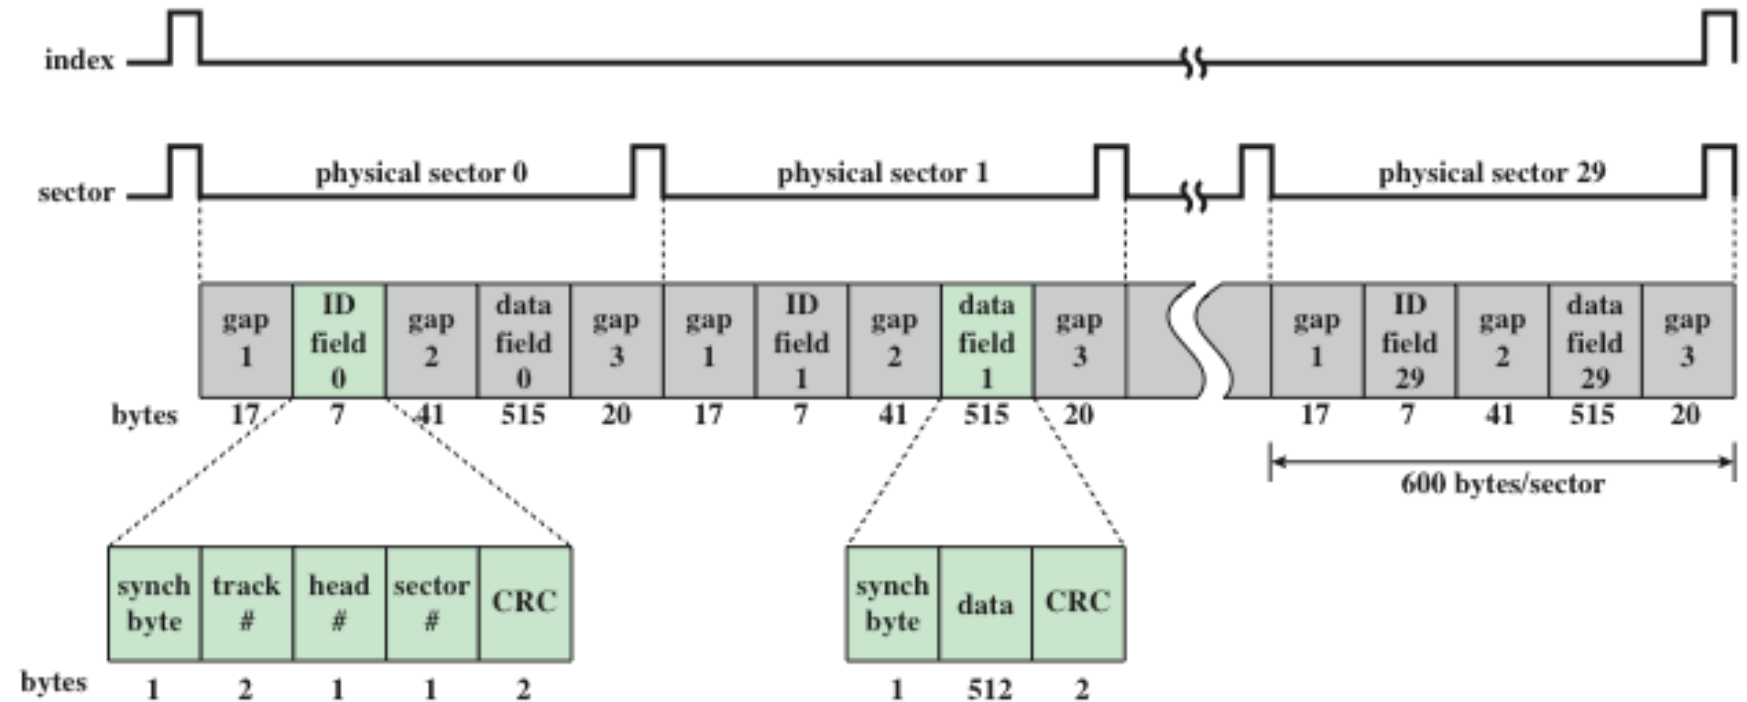 index
sector
physical sector 0
physical sector 1
physical sector 29
gap 1
ID field 0
gap 2
data field 0
gap 3
gap 1
ID field 1
gap 2
data field 1
gap 3
gap 1
ID field 29
gap 2
data field 29
gap 3
bytes 17 7 41 515 20 17 7 41 515 20 17 7 41 515 20
600 bytes/sector
synch byte
track #
head #
sector #
CRC
synch byte
data
CRC
bytes 1 2 1 1 2 1 512 2